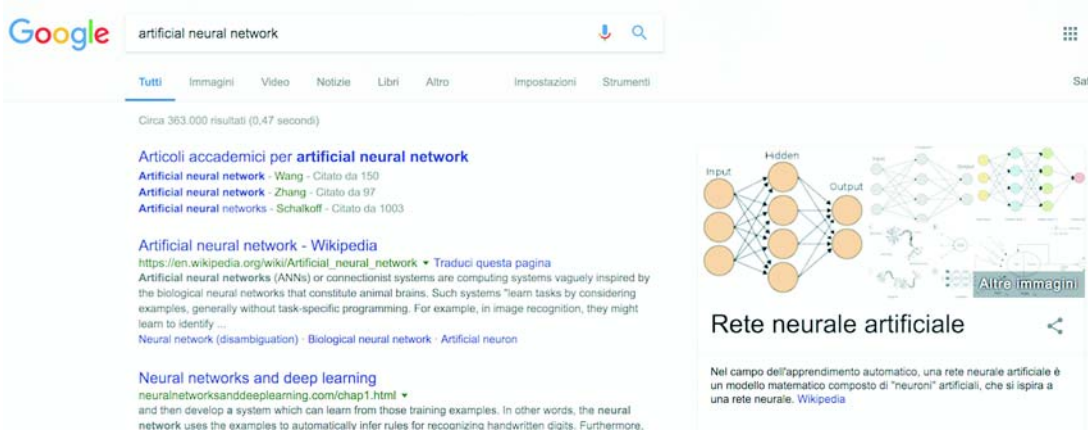 Google
artificial neural network
Tutti Immagini Video Notizie Libri Altro Impostazioni Strumenti
Circa 363.000 risultati (0,47 secondi)
Articoli accademici per artificial neural network
Artificial neural network - Wang - Citato da 150
Artificial neural network - Zhang - Citato da 97
Artificial neural networks - Schalkoff - Citato da 1003
Artificial neural network - Wikipedia
https://en.wikipedia.org/wiki/Artificial_neural_network ▾ Traduci questa pagina
Artificial neural networks (ANNs) or connectionist systems are computing systems vaguely inspired by
the biological neural networks that constitute animal brains. Such systems "learn tasks by considering
examples, generally without task-specific programming. For example, in image recognition, they might
learn to identify ...
Neural network (disambiguation) · Biological neural network · Artificial neuron
Neural networks and deep learning
neuralnetworksanddeeplearning.com/chap1.html ▾
and then develop a system which can learn from those training examples. In other words, the neural
network uses the examples to automatically infer rules for recognizing handwritten digits. Furthermore,
Hidden
Input
Output
Altre immagini
Rete neurale artificiale
Nel campo dell'apprendimento automatico, una rete neurale artificiale è
un modello matematico composto di "neuroni" artificiali, che si ispira a
una rete neurale. Wikipedia